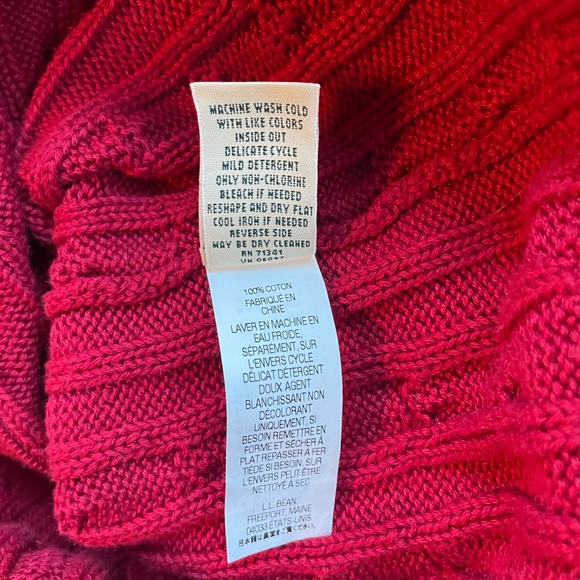 MACHINE WASH COLD
WITH LIKE COLORS
INSIDE OUT
DELICATE CYCLE
MILD DETERGENT
ONLY NON-CHLORINE
BLEACH IF NEEDED
RESHAPE AND DRY FLAT
COOL IRON IF NEEDED
REVERSE SIDE
MAY BE DRY CLEANED
RN 71341
100% COTON
FABRIQUÉ EN
CHINE
LAVER EN MACHINE EN
EAU FROIDE,
SÉPARÉMENT, SUR
L'ENVERS CYCLE
DÉLICAT DÉTERGENT
DOUX AGENT
BLANCHISSANT NON
DÉCOLORANT
UNIQUEMENT, SI
BESOIN REMETTRE EN
FORME ET SÉCHER À
PLAT REPASSER À FER
TIÈDE SI BESOIN, SUR
L'ENVERS PEUT ÊTRE
NETTOYÉ À SEC
L.L. BEAN,
FREEPORT, MAINE
04033 ÉTATS-UNIS